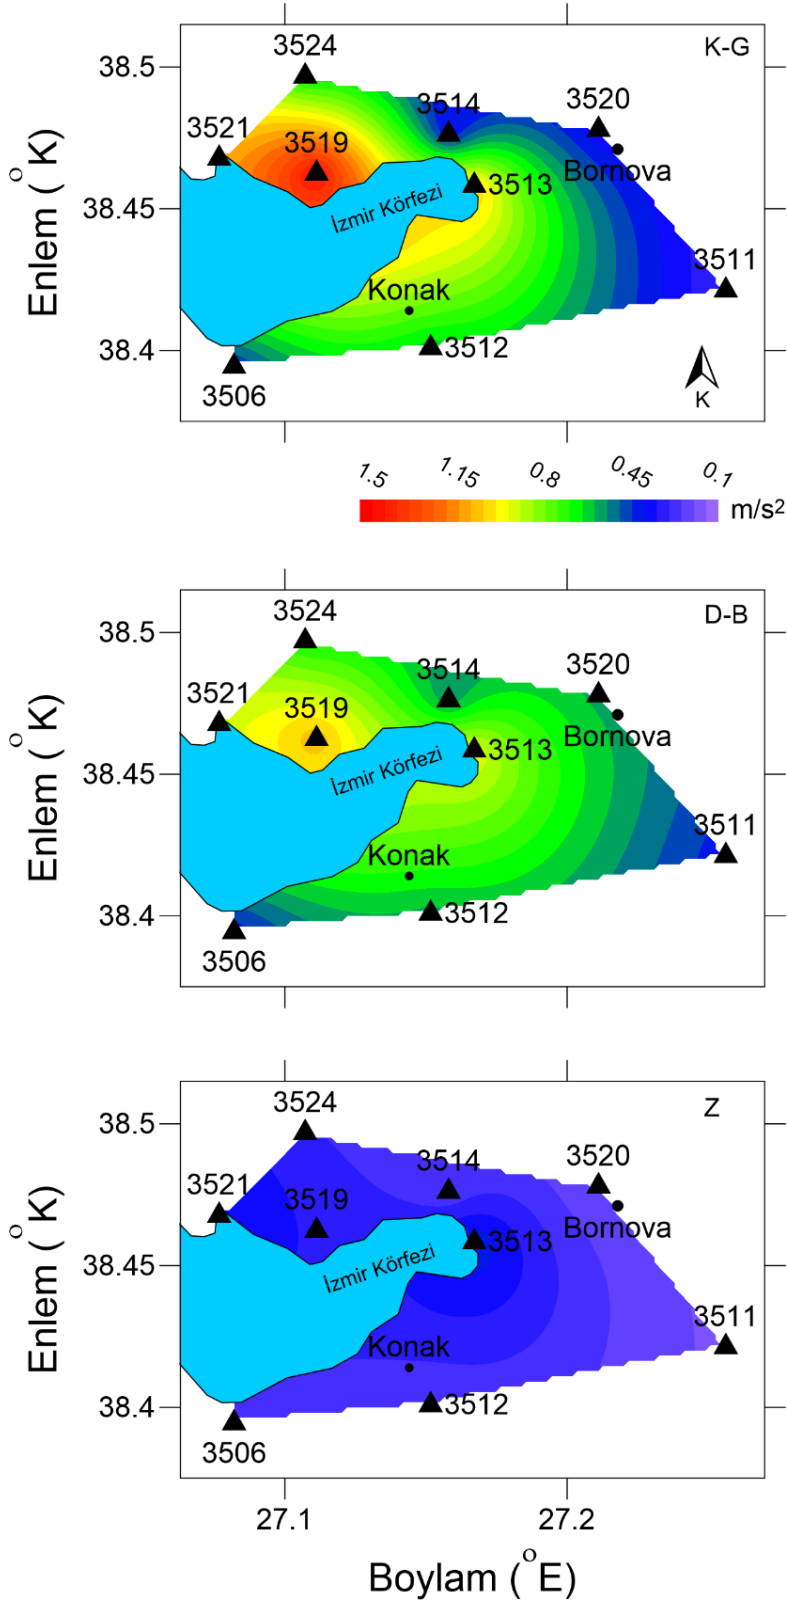 3524
K-G
38.5
3514
3520
3521
3519
Bornova
38.45
3513
İzmir Körfezi
Enlem (°K)
3511
Konak
38.4
3512
3506
K
1.5 1.15 0.8 0.45 0.1
m/s2
3524
D-B
38.5
3514
3520
3521
3519
Bornova
38.45
3513
İzmir Körfezi
Enlem (°K)
3511
Konak
38.4
3512
3506
3524
Z
38.5
3514
3520
3521
3519
Bornova
38.45
3513
İzmir Körfezi
Enlem (°K)
3511
Konak
38.4
3512
3506
27.1 27.2
Boylam (°E)